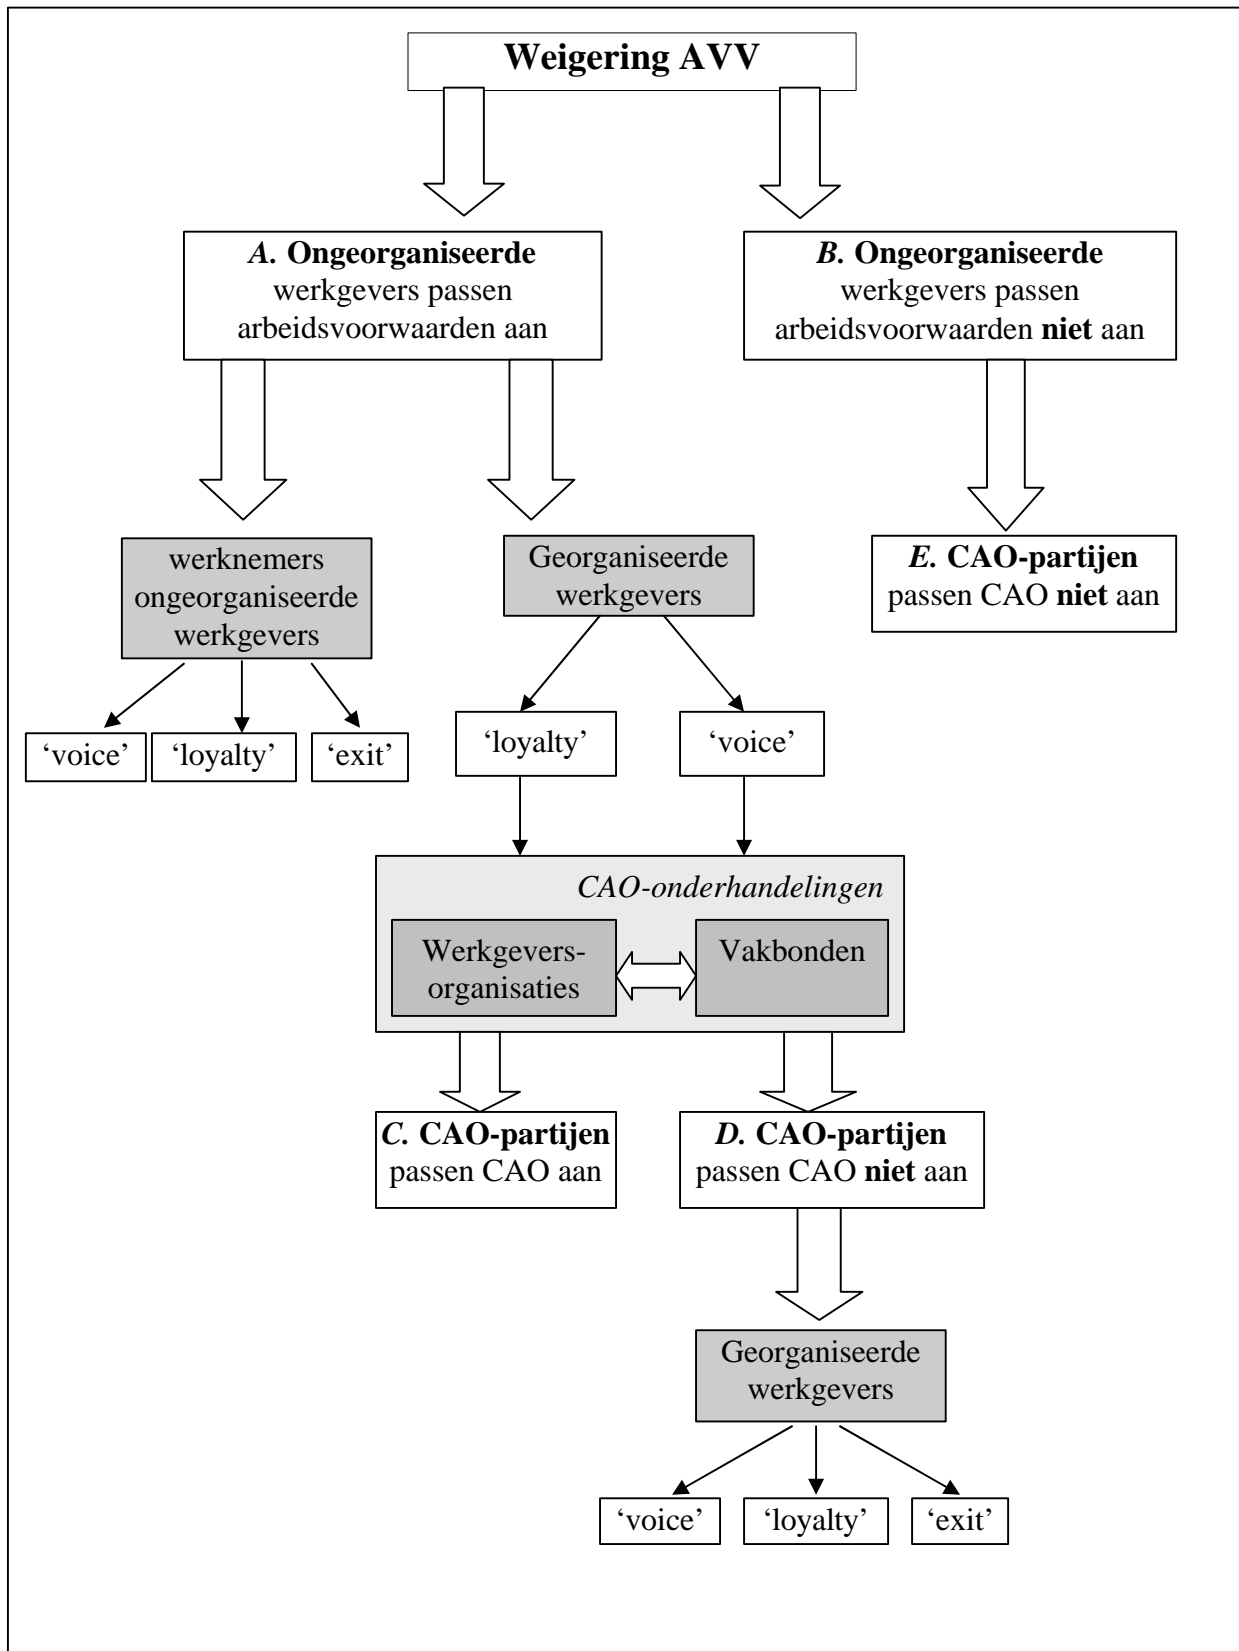 Weigering AVV
A. Ongeorganiseerde
werkgevers passen
arbeidsvoorwaarden aan
B. Ongeorganiseerde
werkgevers passen
arbeidsvoorwaarden niet aan
werknemers
ongeorganiseerde
werkgevers
Georganiseerde
werkgevers
E. CAO-partijen
passen CAO niet aan
‘voice’
‘loyalty’
‘exit’
‘loyalty’
‘voice’
CAO-onderhandelingen
Werkgevers-
organisaties
Vakbonden
C. CAO-partijen
passen CAO aan
D. CAO-partijen
passen CAO niet aan
Georganiseerde
werkgevers
‘voice’
‘loyalty’
‘exit’